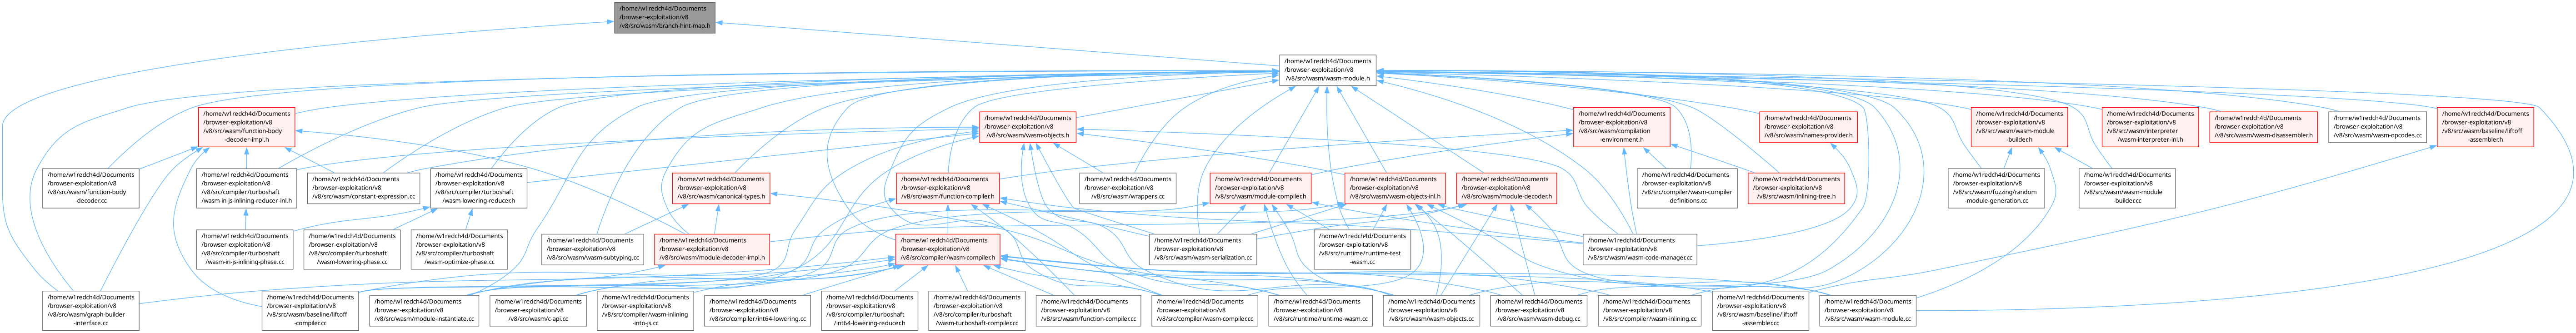 /home/w1redch4d/Documents
/browser-exploitation/v8
/v8/src/wasm/branch-hint-map.h
/home/w1redch4d/Documents
/browser-exploitation/v8
/v8/src/wasm/wasm-module.h
/home/w1redch4d/Documents
/browser-exploitation/v8
/v8/src/wasm/function-body
-decoder-impl.h
/home/w1redch4d/Documents
/browser-exploitation/v8
/v8/src/wasm/wasm-objects.h
/home/w1redch4d/Documents
/browser-exploitation/v8
/v8/src/wasm/compilation
-environment.h
/home/w1redch4d/Documents
/browser-exploitation/v8
/v8/src/wasm/names-provider.h
/home/w1redch4d/Documents
/browser-exploitation/v8
/v8/src/wasm/wasm-module
-builder.h
/home/w1redch4d/Documents
/browser-exploitation/v8
/v8/src/wasm/interpreter
/wasm-interpreter-inl.h
/home/w1redch4d/Documents
/browser-exploitation/v8
/v8/src/wasm/wasm-disassembler.h
/home/w1redch4d/Documents
/browser-exploitation/v8
/v8/src/wasm/wasm-opcodes.cc
/home/w1redch4d/Documents
/browser-exploitation/v8
/v8/src/wasm/baseline/liftoff
-assembler.h
/home/w1redch4d/Documents
/browser-exploitation/v8
/v8/src/wasm/function-body
-decoder.cc
/home/w1redch4d/Documents
/browser-exploitation/v8
/v8/src/compiler/turboshaft
/wasm-in-js-inlining-reducer-inl.h
/home/w1redch4d/Documents
/browser-exploitation/v8
/v8/src/wasm/constant-expression.cc
/home/w1redch4d/Documents
/browser-exploitation/v8
/v8/src/compiler/turboshaft
/wasm-lowering-reducer.h
/home/w1redch4d/Documents
/browser-exploitation/v8
/v8/src/wasm/canonical-types.h
/home/w1redch4d/Documents
/browser-exploitation/v8
/v8/src/wasm/function-compiler.h
/home/w1redch4d/Documents
/browser-exploitation/v8
/v8/src/wasm/wrappers.cc
/home/w1redch4d/Documents
/browser-exploitation/v8
/v8/src/wasm/module-compiler.h
/home/w1redch4d/Documents
/browser-exploitation/v8
/v8/src/wasm/wasm-objects-inl.h
/home/w1redch4d/Documents
/browser-exploitation/v8
/v8/src/wasm/module-decoder.h
/home/w1redch4d/Documents
/browser-exploitation/v8
/v8/src/compiler/wasm-compiler
-definitions.cc
/home/w1redch4d/Documents
/browser-exploitation/v8
/v8/src/wasm/inlining-tree.h
/home/w1redch4d/Documents
/browser-exploitation/v8
/v8/src/wasm/fuzzing/random
-module-generation.cc
/home/w1redch4d/Documents
/browser-exploitation/v8
/v8/src/wasm/wasm-module
-builder.cc
/home/w1redch4d/Documents
/browser-exploitation/v8
/v8/src/compiler/turboshaft
/wasm-in-js-inlining-phase.cc
/home/w1redch4d/Documents
/browser-exploitation/v8
/v8/src/compiler/turboshaft
/wasm-lowering-phase.cc
/home/w1redch4d/Documents
/browser-exploitation/v8
/v8/src/compiler/turboshaft
/wasm-optimize-phase.cc
/home/w1redch4d/Documents
/browser-exploitation/v8
/v8/src/wasm/wasm-subtyping.cc
/home/w1redch4d/Documents
/browser-exploitation/v8
/v8/src/wasm/module-decoder-impl.h
/home/w1redch4d/Documents
/browser-exploitation/v8
/v8/src/compiler/wasm-compiler.h
/home/w1redch4d/Documents
/browser-exploitation/v8
/v8/src/wasm/wasm-serialization.cc
/home/w1redch4d/Documents
/browser-exploitation/v8
/v8/src/runtime/runtime-test
-wasm.cc
/home/w1redch4d/Documents
/browser-exploitation/v8
/v8/src/wasm/wasm-code-manager.cc
/home/w1redch4d/Documents
/browser-exploitation/v8
/v8/src/wasm/graph-builder
-interface.cc
/home/w1redch4d/Documents
/browser-exploitation/v8
/v8/src/wasm/baseline/liftoff
-compiler.cc
/home/w1redch4d/Documents
/browser-exploitation/v8
/v8/src/wasm/module-instantiate.cc
/home/w1redch4d/Documents
/browser-exploitation/v8
/v8/src/wasm/c-api.cc
/home/w1redch4d/Documents
/browser-exploitation/v8
/v8/src/compiler/wasm-inlining
-into-js.cc
/home/w1redch4d/Documents
/browser-exploitation/v8
/v8/src/compiler/int64-lowering.cc
/home/w1redch4d/Documents
/browser-exploitation/v8
/v8/src/compiler/turboshaft
/int64-lowering-reducer.h
/home/w1redch4d/Documents
/browser-exploitation/v8
/v8/src/compiler/turboshaft
/wasm-turboshaft-compiler.cc
/home/w1redch4d/Documents
/browser-exploitation/v8
/v8/src/wasm/function-compiler.cc
/home/w1redch4d/Documents
/browser-exploitation/v8
/v8/src/compiler/wasm-compiler.cc
/home/w1redch4d/Documents
/browser-exploitation/v8
/v8/src/runtime/runtime-wasm.cc
/home/w1redch4d/Documents
/browser-exploitation/v8
/v8/src/wasm/wasm-objects.cc
/home/w1redch4d/Documents
/browser-exploitation/v8
/v8/src/wasm/wasm-debug.cc
/home/w1redch4d/Documents
/browser-exploitation/v8
/v8/src/compiler/wasm-inlining.cc
/home/w1redch4d/Documents
/browser-exploitation/v8
/v8/src/wasm/baseline/liftoff
-assembler.cc
/home/w1redch4d/Documents
/browser-exploitation/v8
/v8/src/wasm/wasm-module.cc